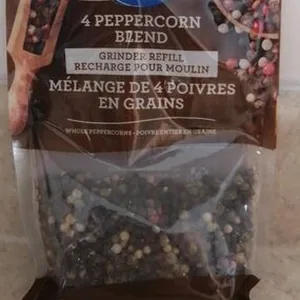 4 PEPPERCORN
BLEND
GRINDER REFILL
RECHARGE POUR MOULIN
MÉLANGE DE 4 POIVRES
EN GRAINS
WHOLE PEPPERCORNS • POIVRE ENTIER EN GRAINS